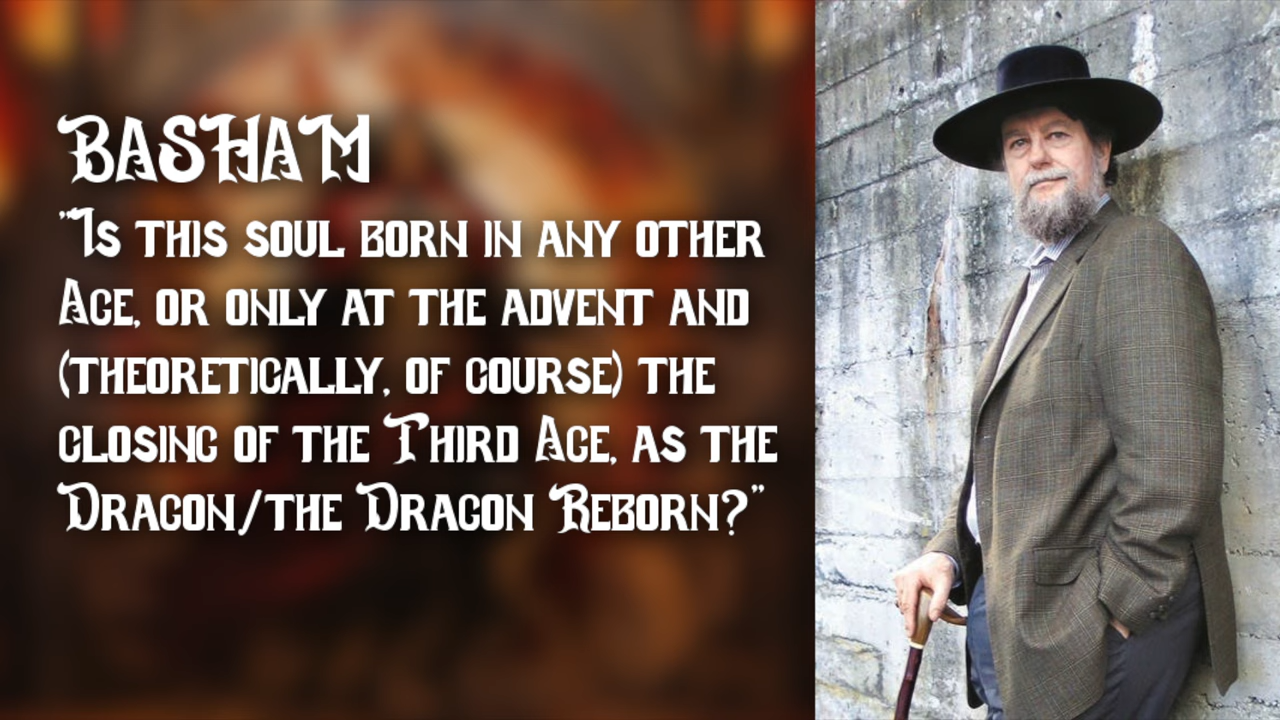 BASHAM
"Is this soul born in any other
Age, or only at the advent and
(theoretically, of course) the
closing of the Third Age, as the
Dragon/the Dragon Reborn?"